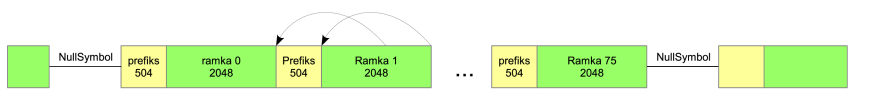 NullSymbol
prefiks
504
ramka 0
2048
Prefiks
504
Ramka 1
2048
...
prefiks
504
Ramka 75
2048
NullSymbol